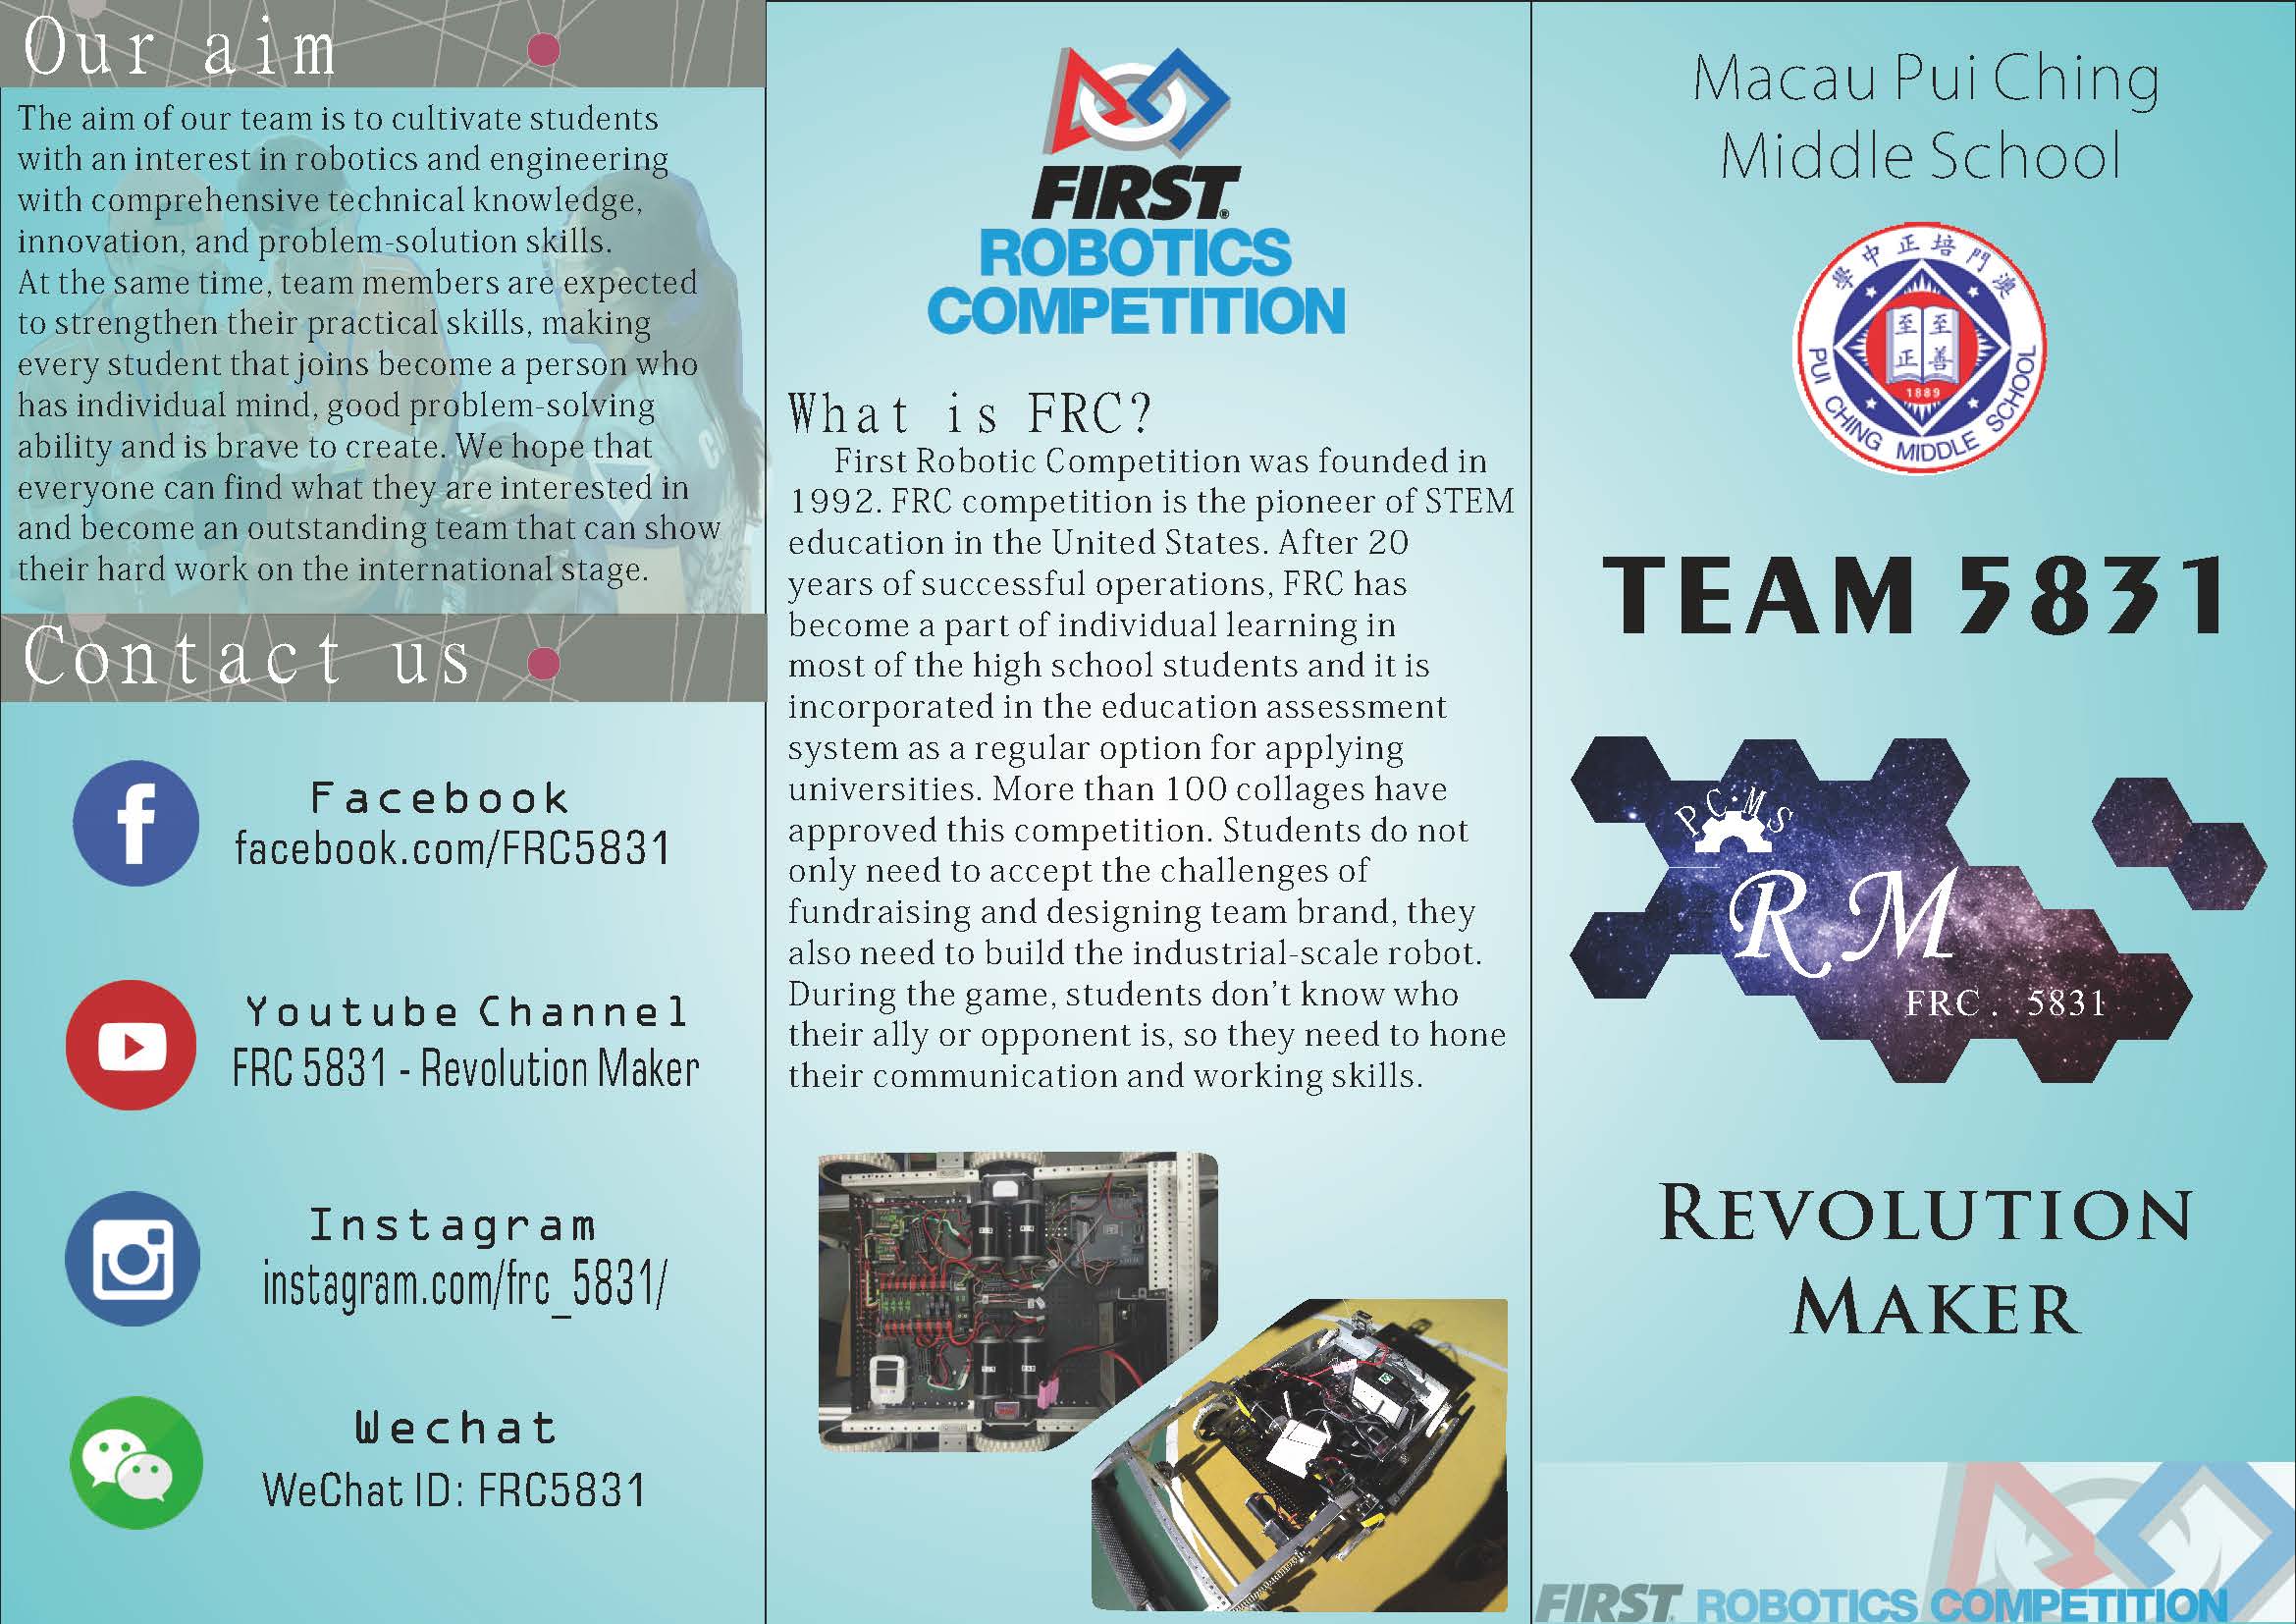 Our aim
The aim of our team is to cultivate students
with an interest in robotics and engineering
with comprehensive technical knowledge,
innovation, and problem-solution skills.
At the same time, team members are expected
to strengthen their practical skills, making
every student that joins become a person who
has individual mind, good problem-solving
ability and is brave to create. We hope that
everyone can find what they are interested in
and become an outstanding team that can show
their hard work on the international stage.
Contact us
Facebook
facebook.com/FRC5831
Youtube Channel
FRC 5831 - Revolution Maker
Instagram
instagram.com/frc_5831/
Wechat
WeChat ID: FRC5831
FIRST®
ROBOTICS
COMPETITION
What is FRC?
First Robotic Competition was founded in
1992. FRC competition is the pioneer of STEM
education in the United States. After 20
years of successful operations, FRC has
become a part of individual learning in
most of the high school students and it is
incorporated in the education assessment
system as a regular option for applying
universities. More than 100 collages have
approved this competition. Students do not
only need to accept the challenges of
fundraising and designing team brand, they
also need to build the industrial-scale robot.
During the game, students don't know who
their ally or opponent is, so they need to hone
their communication and working skills.
Macau Pui Ching
Middle School
學中正培門澳
至至
正善
1889
PUI CHING MIDDLE SCHOOL
TEAM 5831
PC·MS
RM
FRC . 5831
REVOLUTION
MAKER
FIRST® ROBOTICS COMPETITION